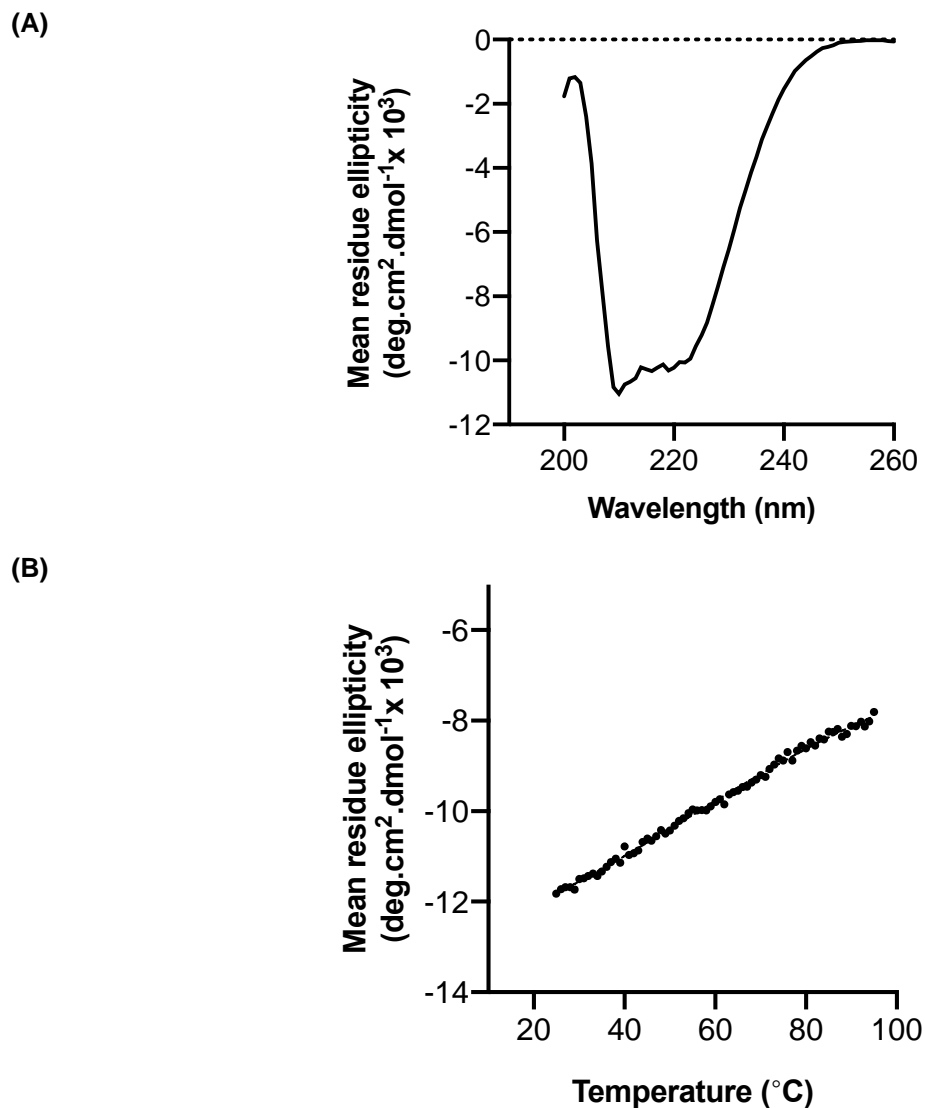 (A)
Mean residue ellipticity
(deg.cm².dmol⁻¹x 10³)
0
-2
-4
-6
-8
-10
-12
200 220 240 260
Wavelength (nm)
(B)
Mean residue ellipticity
(deg.cm².dmol⁻¹x 10³)
-6
-8
-10
-12
-14
20 40 60 80 100
Temperature (°C)